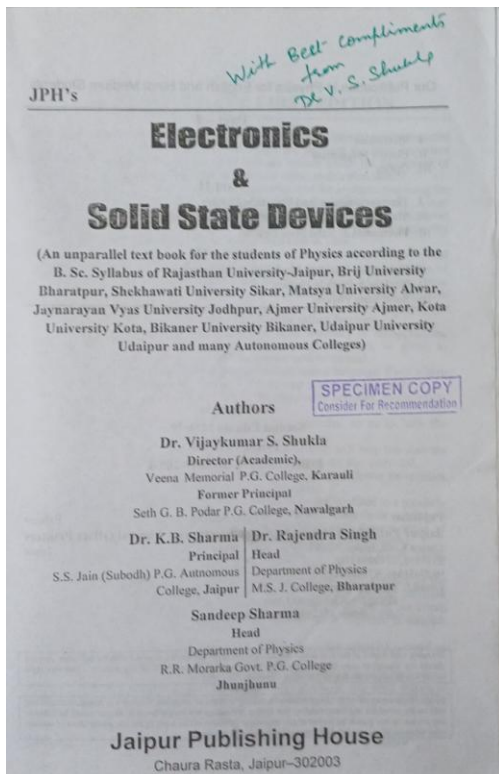 With Best compliments
from
Dr V. S. Shukla
JPH's
Electronics
&
Solid State Devices
(An unparallel text book for the students of Physics according to the
B. Sc. Syllabus of Rajasthan University-Jaipur, Brij University
Bharatpur, Shekhawati University Sikar, Matsya University Alwar,
Jaynarayan Vyas University Jodhpur, Ajmer University Ajmer, Kota
University Kota, Bikaner University Bikaner, Udaipur University
Udaipur and many Autonomous Colleges)
SPECIMEN COPY
Consider For Recommendation
Authors
Dr. Vijaykumar S. Shukla
Director (Academic),
Veena Memorial P.G. College, Karauli
Former Principal
Seth G. B. Podar P.G. College, Nawalgarh
Dr. K.B. Sharma
Principal
S.S. Jain (Subodh) P.G. Autnomous
College, Jaipur
Dr. Rajendra Singh
Head
Department of Physics
M.S. J. College, Bharatpur
Sandeep Sharma
Head
Department of Physics
R.R. Morarka Govt. P.G. College
Jhunjhunu
Jaipur Publishing House
Chaura Rasta, Jaipur–302003